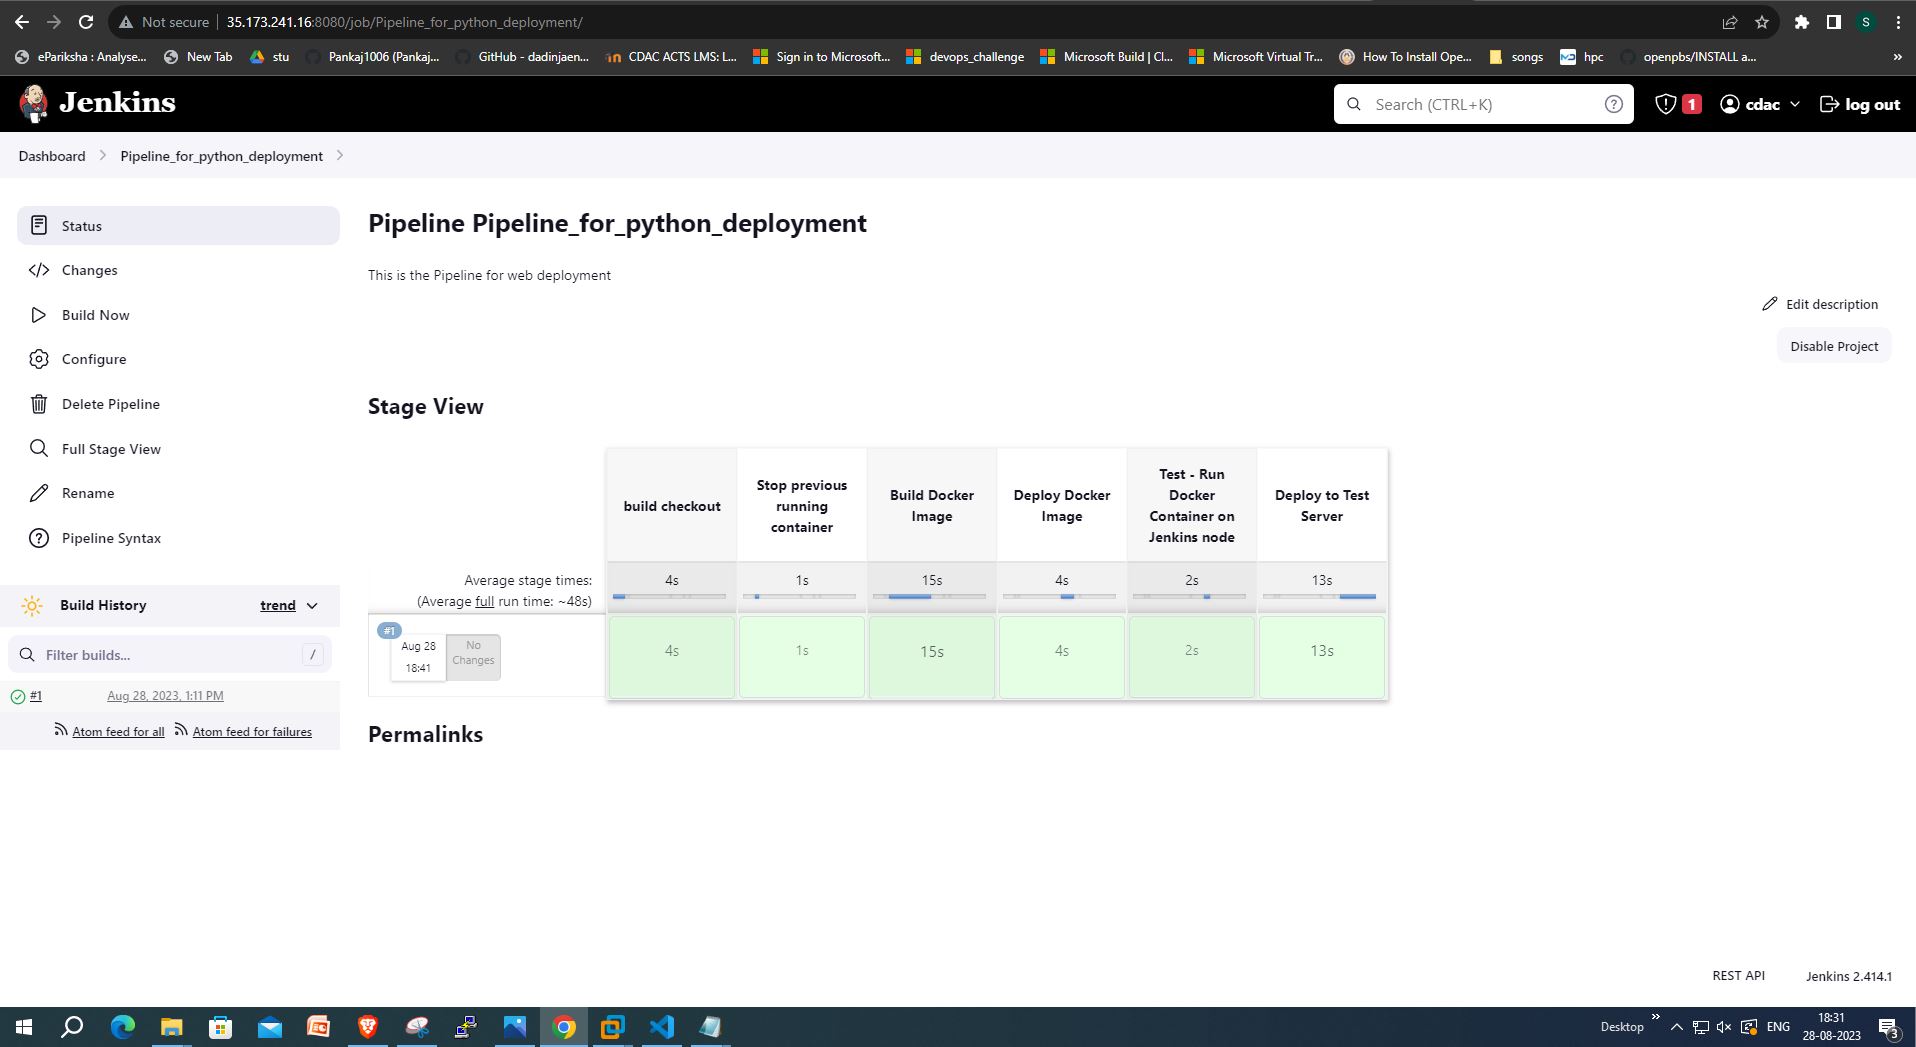 Not secure
35.173.241.16:8080/job/Pipeline_for_python_deployment/
S
ePariksha : Analyse...
New Tab
stu
Pankaj1006 (Pankaj...
GitHub - dadinjaen...
CDAC ACTS LMS: L...
Sign in to Microsoft...
devops_challenge
Microsoft Build | Cl...
Microsoft Virtual Tr...
How To Install Ope...
songs
hpc
openpbs/INSTALL a...
»
Jenkins
Search (CTRL+K)
?
1
cdac
log out
Dashboard
Pipeline_for_python_deployment
Status
Changes
Build Now
Configure
Delete Pipeline
Full Stage View
Rename
Pipeline Syntax
Build History
trend
Filter builds...
/
#1
Aug 28, 2023, 1:11 PM
Atom feed for all
Atom feed for failures
Pipeline Pipeline_for_python_deployment
This is the Pipeline for web deployment
Edit description
Disable Project
Stage View
build checkout
Stop previous
running
container
Build Docker
Image
Deploy Docker
Image
Test - Run
Docker
Container on
Jenkins node
Deploy to Test
Server
Average stage times:
(Average full run time: ~48s)
4s
1s
15s
4s
2s
13s
#1
Aug 28
18:41
No
Changes
4s
1s
15s
4s
2s
13s
Permalinks
REST API
Jenkins 2.414.1
Desktop
»
ENG
18:31
28-08-2023
3